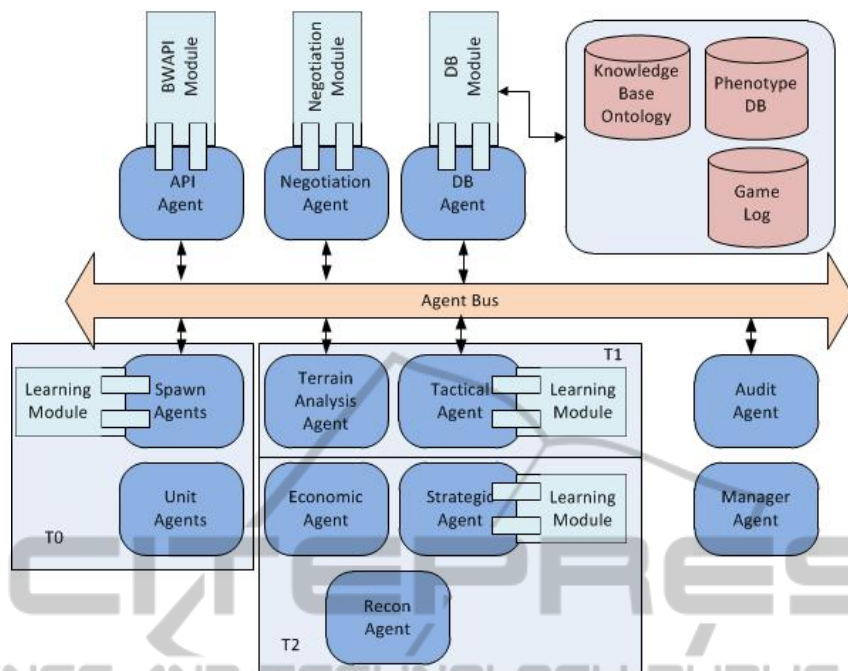 BWAPI
Module
Negotiation
Module
DB
Module
Knowledge
Base
Ontology
Phenotype
DB
Game
Log
API
Agent
Negotiation
Agent
DB
Agent
Agent Bus
T1
Learning
Module
Spawn
Agents
Terrain
Analysis
Agent
Tactical
Agent
Learning
Module
Audit
Agent
Unit
Agents
T0
Economic
Agent
Strategic
Agent
Learning
Module
Manager
Agent
Recon
Agent
T2
CITEPRES